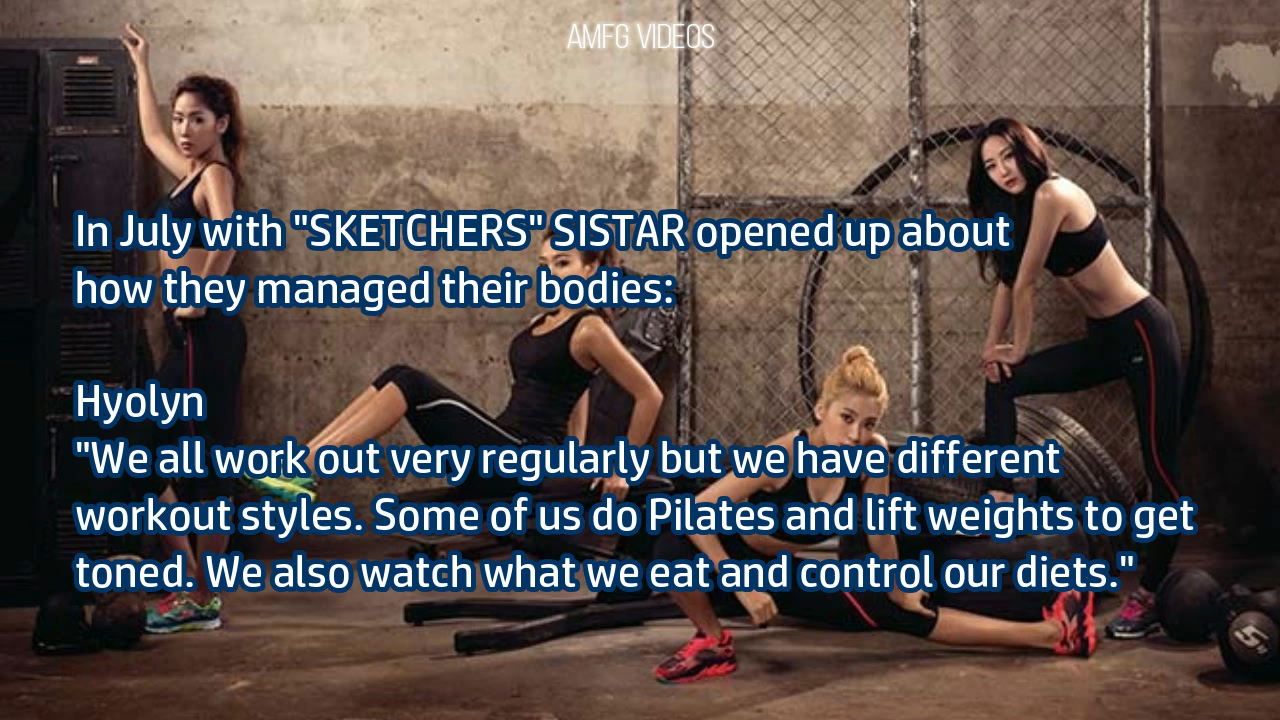 AMFG VIDEOS
In July with "SKETCHERS" SISTAR opened up about
how they managed their bodies:
Hyolyn
"We all work out very regularly but we have different
workout styles. Some of us do Pilates and lift weights to get
toned. We also watch what we eat and control our diets."
5